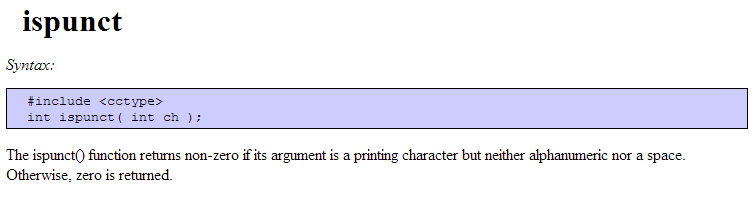 ispunct
Syntax:
#include <cctype>
int ispunct( int ch );
The ispunct() function returns non-zero if its argument is a printing character but neither alphanumeric nor a space.
Otherwise, zero is returned.